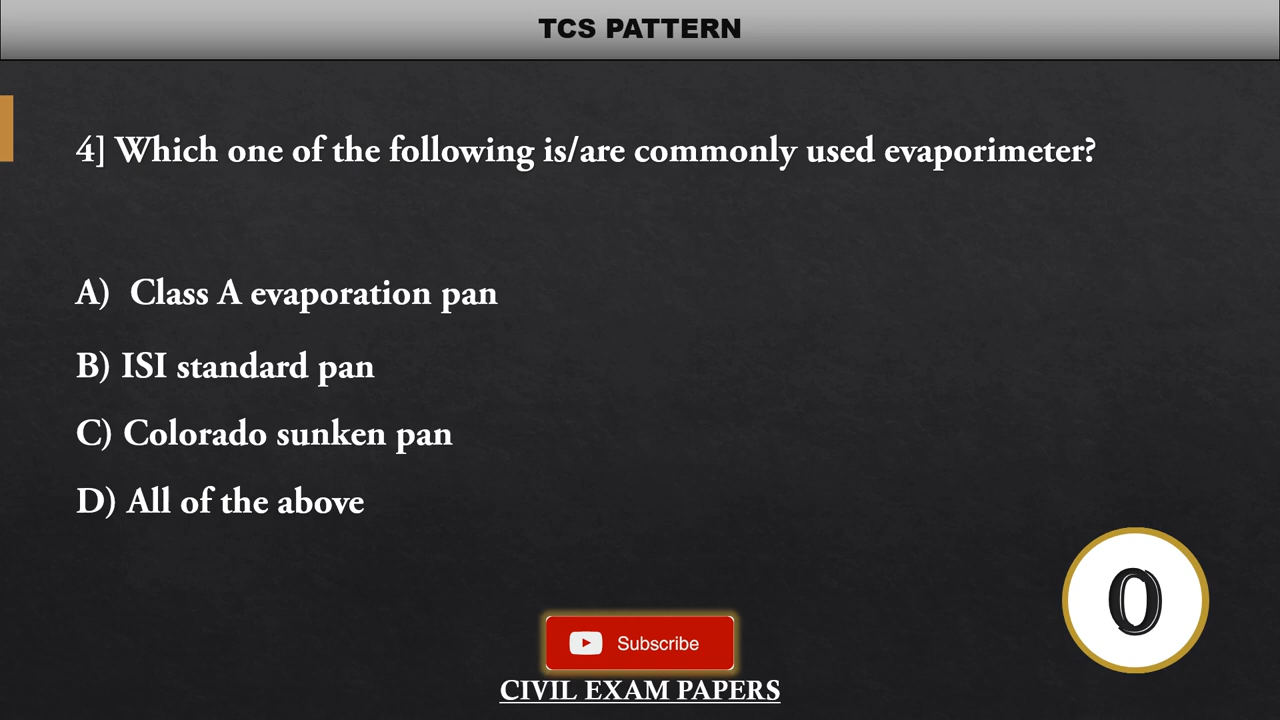 TCS PATTERN
4] Which one of the following is/are commonly used evaporimeter?
A) Class A evaporation pan
B) ISI standard pan
C) Colorado sunken pan
D) All of the above
0
Subscribe
CIVIL EXAM PAPERS